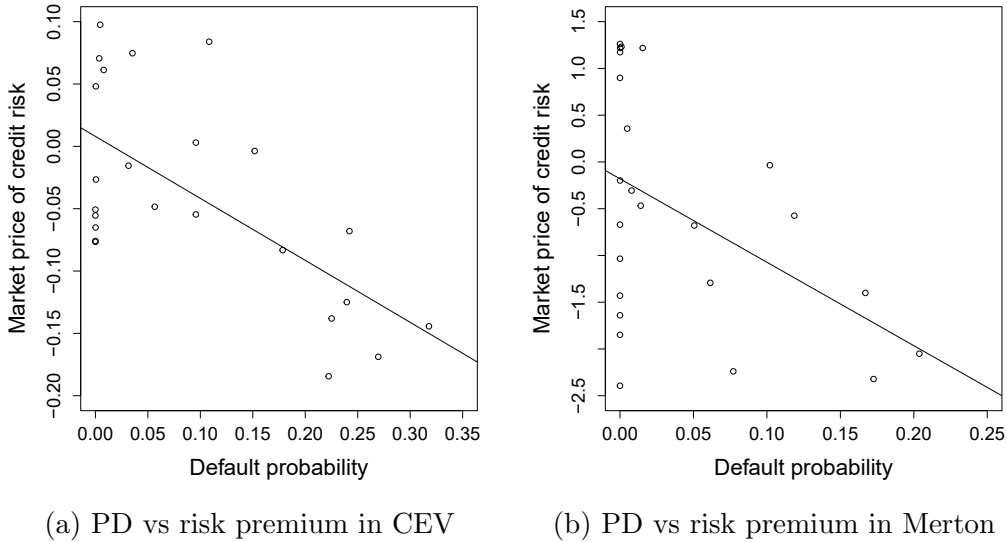 0.10
0.05
0.00
−0.05
−0.10
−0.15
−0.20
Market price of credit risk
0.00 0.05 0.10 0.15 0.20 0.25 0.30 0.35
Default probability
(a) PD vs risk premium in CEV
1.5
0.5
0.0
−0.5
−1.5
−2.5
Market price of credit risk
0.00 0.05 0.10 0.15 0.20 0.25
Default probability
(b) PD vs risk premium in Merton